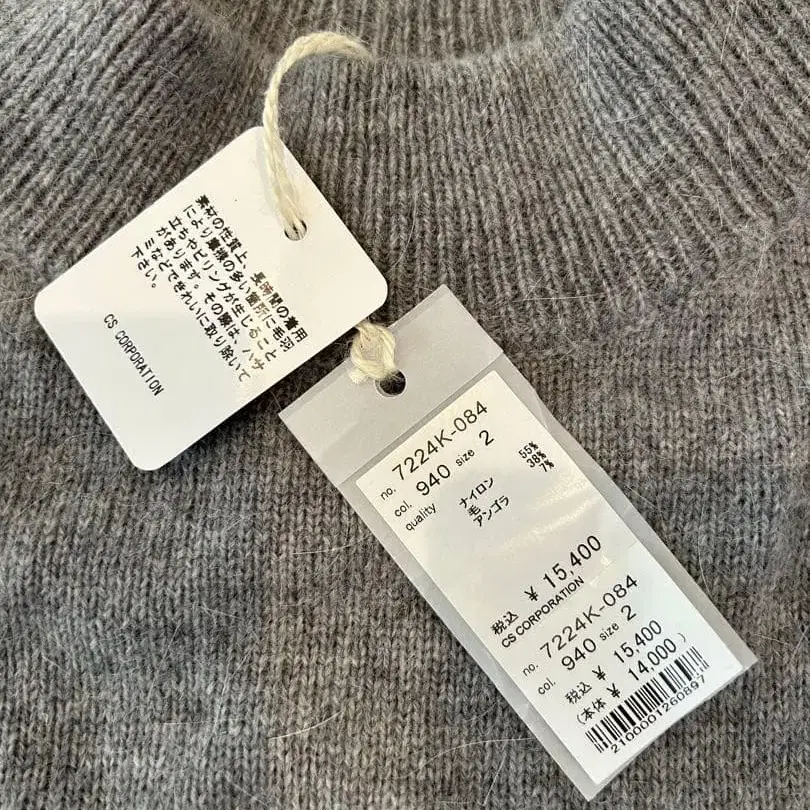 素材の性質上、長時間の着用
により摩擦の多い箇所に毛羽
立ちやピリングが生じること
があります。その際は、ハサ
ミなどできれいに取り除いて
下さい。
CS CORPORATION
no. 7224K-084
col. 940 size 2
quality ナイロン 55%
毛 38%
アンゴラ 7%
税込 ¥ 15,400
CS CORPORATION
no. 7224K-084
col. 940 size 2
税込 ¥ 15,400
(本体 ¥ 14,000 )
2100001260897